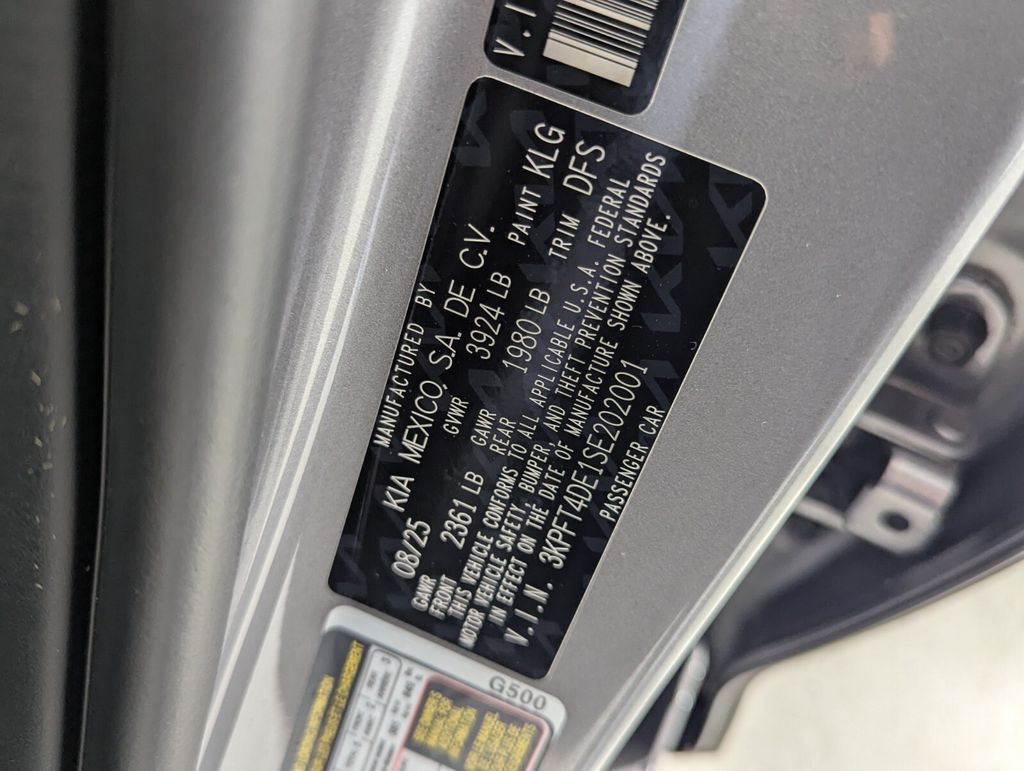 V.I
MANUFACTURED BY
08/25 KIA MEXICO, S.A. DE C.V.
GVWR 3924 LB PAINT KLG
GAWR FRONT 2361 LB GAWR REAR 1980 LB TRIM DFS
THIS VEHICLE CONFORMS TO ALL APPLICABLE U.S.A. FEDERAL
MOTOR VEHICLE SAFETY, BUMPER AND THEFT PREVENTION STANDARDS
IN EFFECT ON THE DATE OF MANUFACTURE SHOWN ABOVE.
V.I.N. 3KPFT4DE1SE202001
PASSENGER CAR
G500